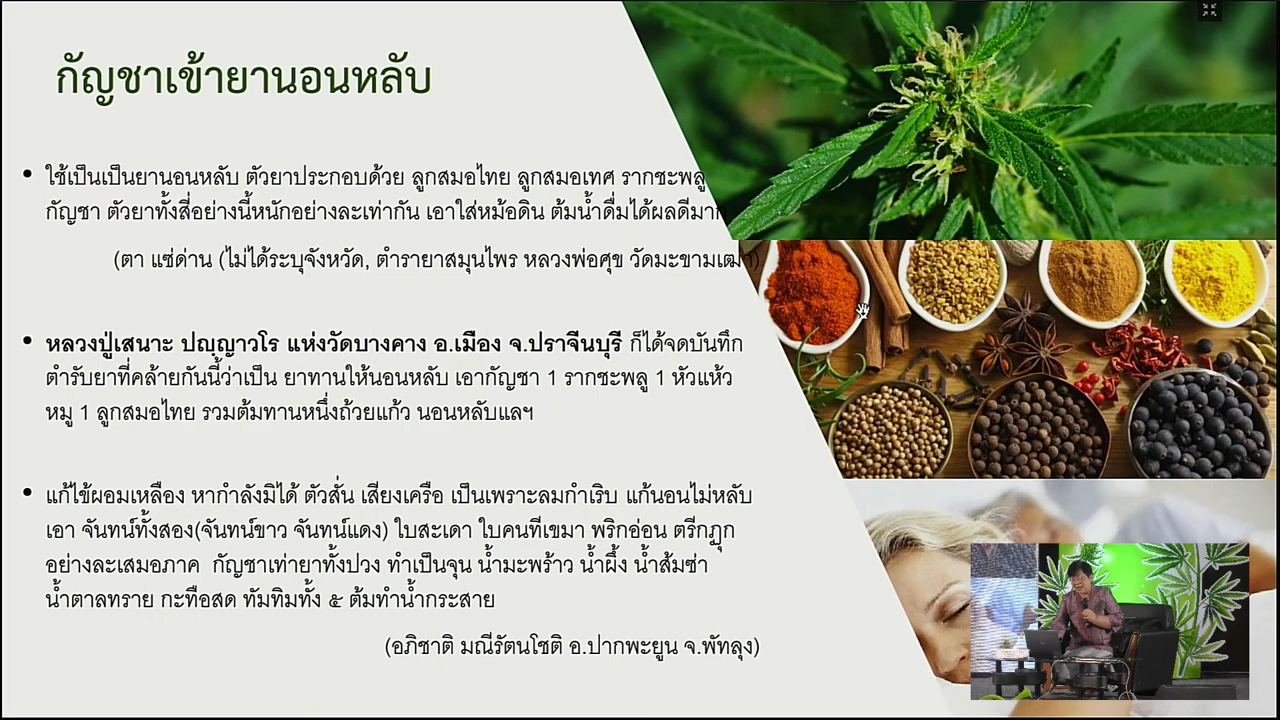 กัญชาเข้ายานอนหลับ
• ใช้เป็นเป็นยานอนหลับ ตัวยาประกอบด้วย ลูกสมอไทย ลูกสมอเทศ รากชะพลู
กัญชา ตัวยาทั้งสี่อย่างนี้หนักอย่างละเท่ากัน เอาใส่หม้อดิน ต้มน้ำดื่มได้ผลดีมาก
(ตา แซ่ด่าน (ไม่ได้ระบุจังหวัด, ตำรายาสมุนไพร หลวงพ่อศุข วัดมะขามเฒ่า)
• หลวงปู่เสนาะ ปญฺญาวโร แห่งวัดบางคาง อ.เมือง จ.ปราจีนบุรี ก็ได้จดบันทึก
ตำรับยาที่คล้ายกันนี้ว่าเป็น ยาทานให้นอนหลับ เอากัญชา 1 รากชะพลู 1 หัวแห้ว
หมู 1 ลูกสมอไทย รวมต้มทานหนึ่งถ้วยแก้ว นอนหลับแลฯ
• แก้ไข้ผอมเหลือง หากำลังมิได้ ตัวสั่น เสียงเครือ เป็นเพราะลมกำเริบ แก้นอนไม่หลับ
เอา จันทน์ทั้งสอง(จันทน์ขาว จันทน์แดง) ใบสะเดา ใบคนทีเขมา พริกอ่อน ตรีกฏุก
อย่างละเสมอภาค กัญชาเท่ายาทั้งปวง ทำเป็นจุน น้ำมะพร้าว น้ำผึ้ง น้ำส้มซ่า
น้ำตาลทราย กะทือสด ทัมทิมทั้ง ๕ ต้มทำน้ำกระสาย
(อภิชาติ มณีรัตนโชติ อ.ปากพะยูน จ.พัทลุง)